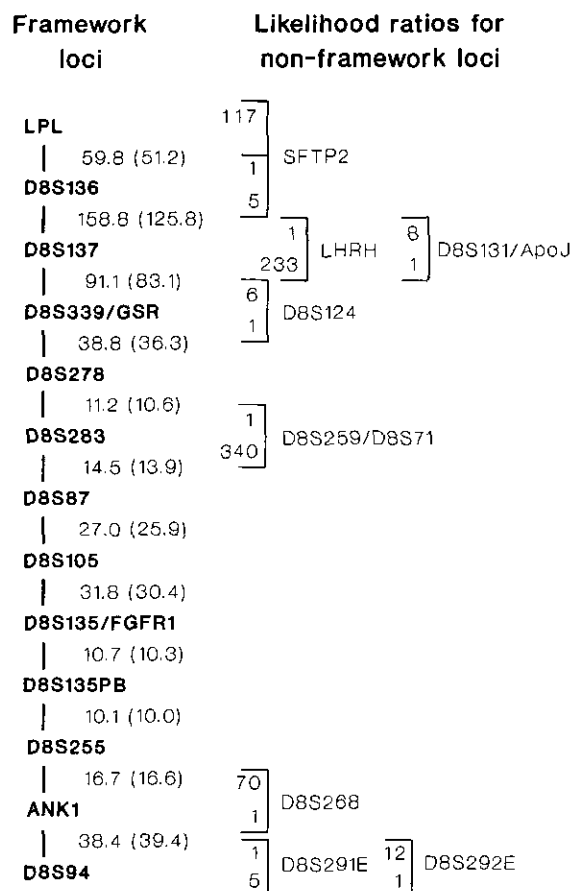 Framework loci
Likelihood ratios for non-framework loci
LPL
59.8 (51.2)
D8S136
158.8 (125.8)
D8S137
91.1 (83.1)
D8S339/GSR
38.8 (36.3)
D8S278
11.2 (10.6)
D8S283
14.5 (13.9)
D8S87
27.0 (25.9)
D8S105
31.8 (30.4)
D8S135/FGFR1
10.7 (10.3)
D8S135PB
10.1 (10.0)
D8S255
16.7 (16.6)
ANK1
38.4 (39.4)
D8S94
117
1
5
SFTP2
1
233
LHRH
8
1
D8S131/ApoJ
6
1
D8S124
1
340
D8S259/D8S71
70
1
D8S268
1
5
D8S291E
12
1
D8S292E